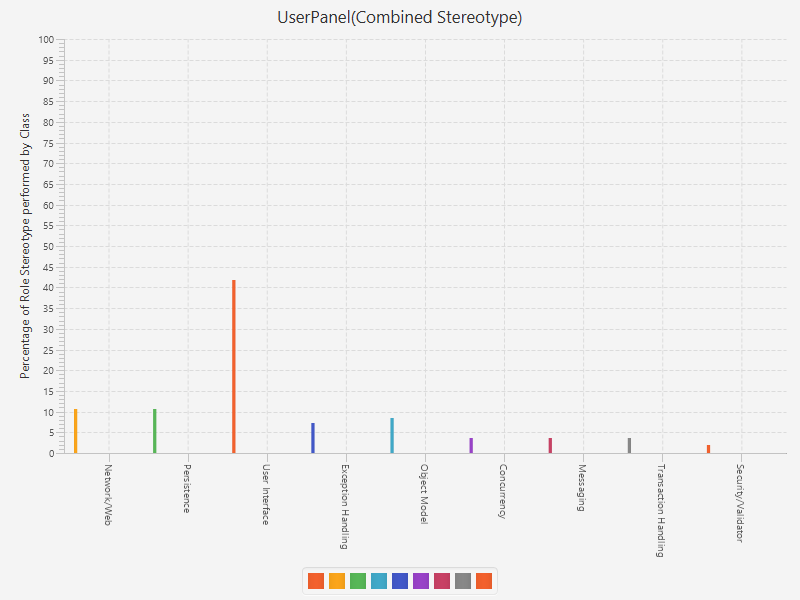 UserPanel(Combined Stereotype)
Percentage of Role Stereotype performed by Class
100
95
90
85
80
75
70
65
60
55
50
45
40
35
30
25
20
15
10
5
0
Network/Web
Persistence
User Interface
Exception Handling
Object Model
Concurrency
Messaging
Transaction Handling
Security/Validator